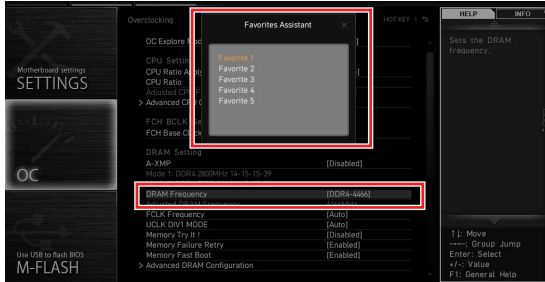 HELP
INFO
Overclocking
HOT KEY
Favorites Assistant
×
Favorite 1
Favorite 2
Favorite 3
Favorite 4
Favorite 5
Motherboard settings
SETTINGS
OC
Use USB to flash BIOS
M-FLASH
OC Explore
CPU
CPU Ratio
CPU Ratio
> Advanced
FCH BCLK
FCH Base
DRAM Setting
A-XMP [Disabled]
Mode 1: DDR4 2800MHz 14-15-15-39
DRAM Frequency [DDR4-4466]
Adjusted DRAM Frequency
FCLK Frequency [Auto]
UCLK DIV1 MODE [Auto]
Memory Try It ! [Disabled]
Memory Failure Retry [Enabled]
Memory Fast Boot [Enabled]
> Advanced DRAM Configuration
Sets the DRAM
frequency.
↑↓: Move
→←: Group Jump
Enter: Select
+/-: Value
F1: General Help